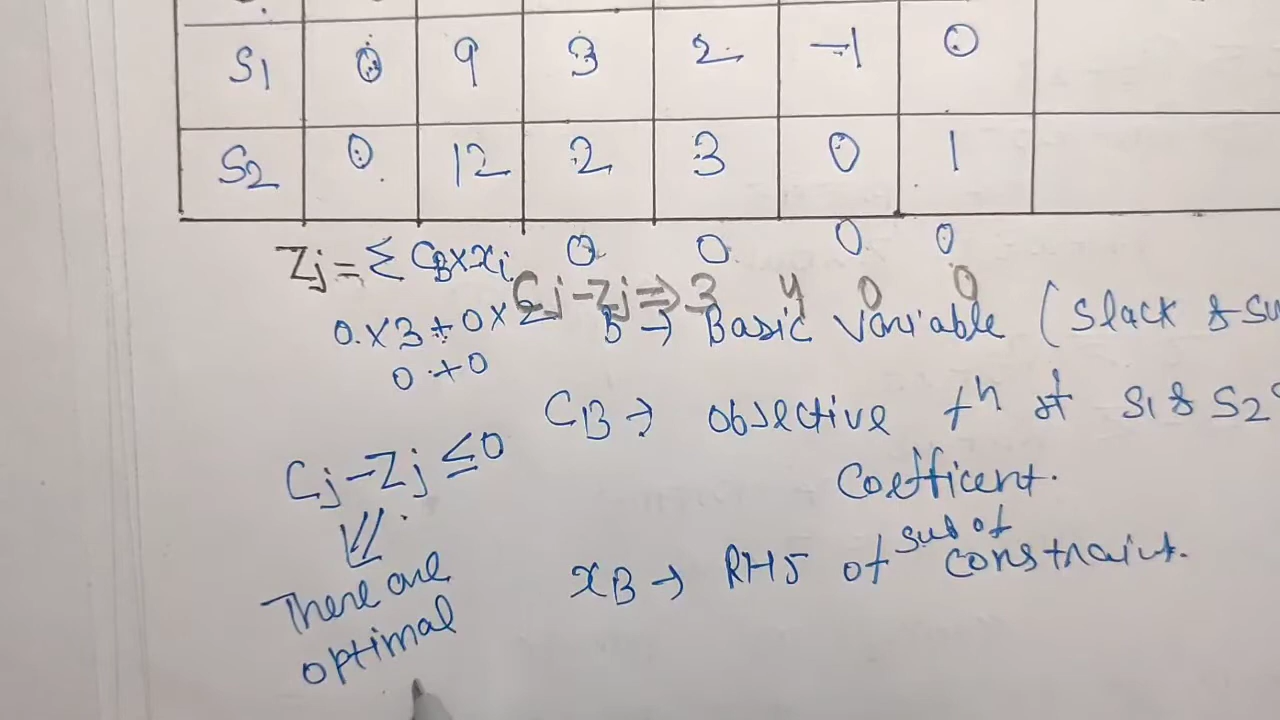 S1 0 9 3 2 -1 0
S2 0 12 2 3 0 1
Zj = Σ CB×xi 0 0 0 0
Cj-Zj ⇒ 3 4 0 0
0×3+0×2
0+0
B → Basic Variable (Slack & Su
CB → objective fn of S1 & S2
Coefficent.
xB → RHS of sub of constraint.
Cj-Zj ≤0
There are
optimal